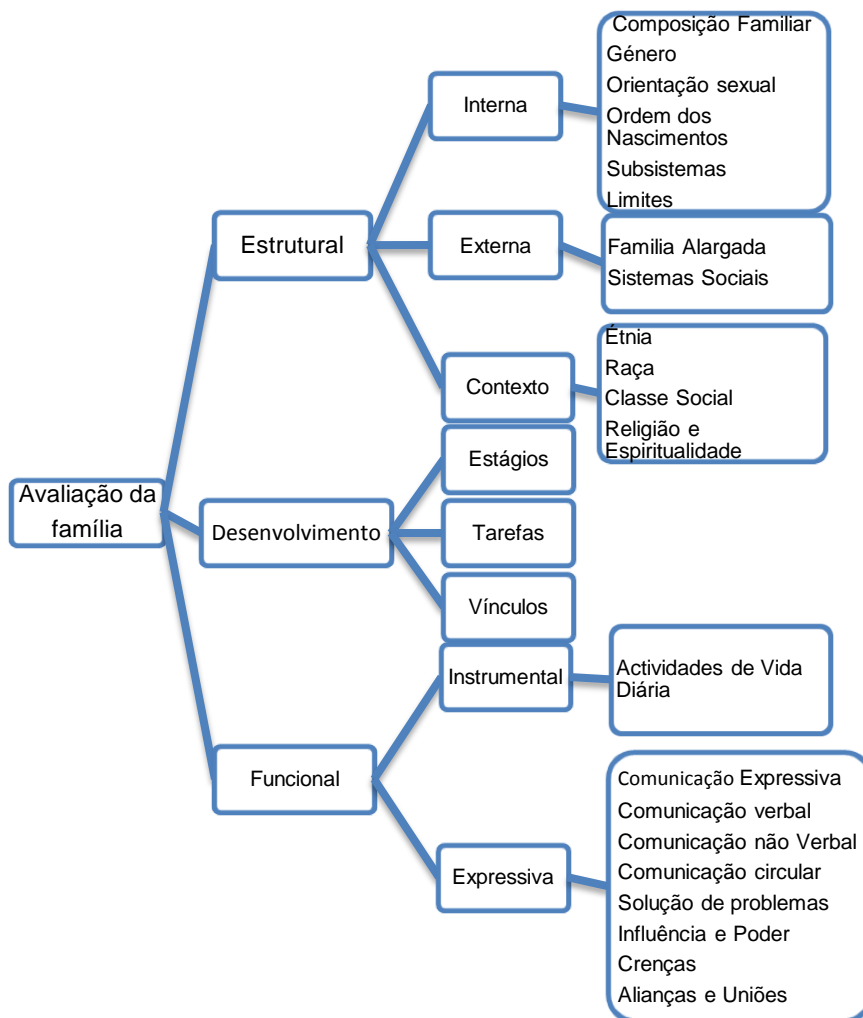 Avaliação da
família
Estrutural
Interna
Composição Familiar
Género
Orientação sexual
Ordem dos
Nascimentos
Subsistemas
Limites
Externa
Familia Alargada
Sistemas Sociais
Contexto
Étnia
Raça
Classe Social
Religião e
Espiritualidade
Desenvolvimento
Estágios
Tarefas
Vínculos
Funcional
Instrumental
Actividades de Vida
Diária
Expressiva
Comunicação Expressiva
Comunicação verbal
Comunicação não Verbal
Comunicação circular
Solução de problemas
Influência e Poder
Crenças
Alianças e Uniões